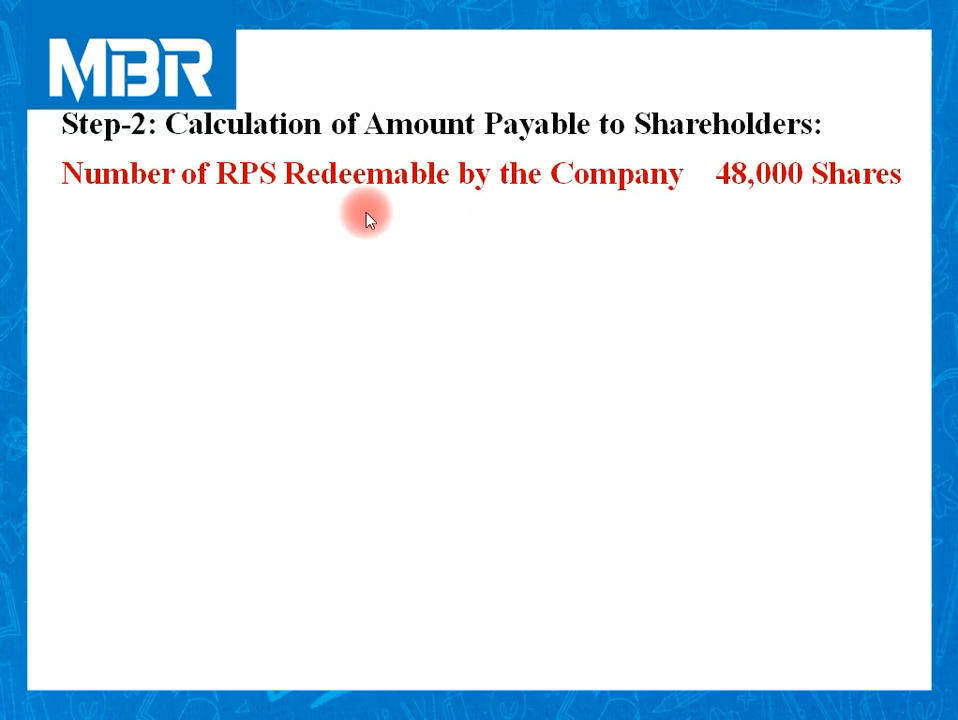 MBR
Step-2: Calculation of Amount Payable to Shareholders:
Number of RPS Redeemable by the Company 48,000 Shares